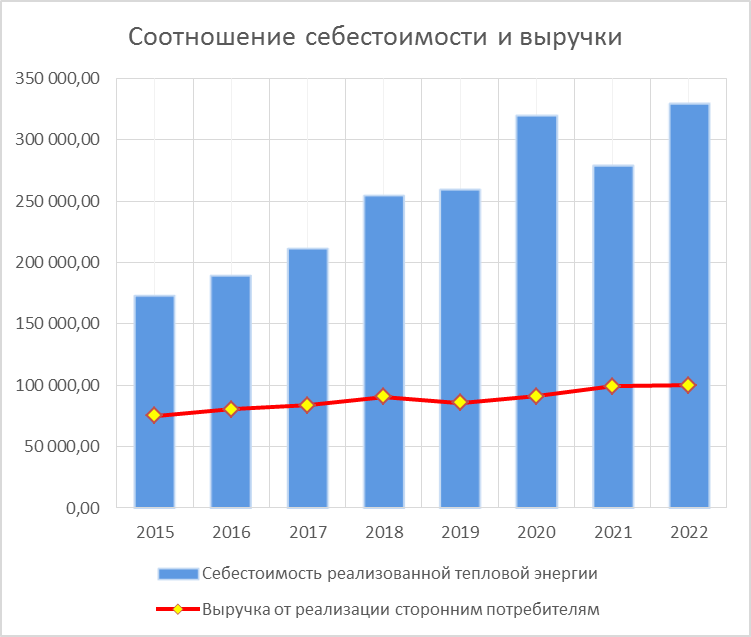 Соотношение себестоимости и выручки
350 000,00
300 000,00
250 000,00
200 000,00
150 000,00
100 000,00
50 000,00
0,00
2015 2016 2017 2018 2019 2020 2021 2022
Себестоимость реализованной тепловой энергии
Выручка от реализации сторонним потребителям